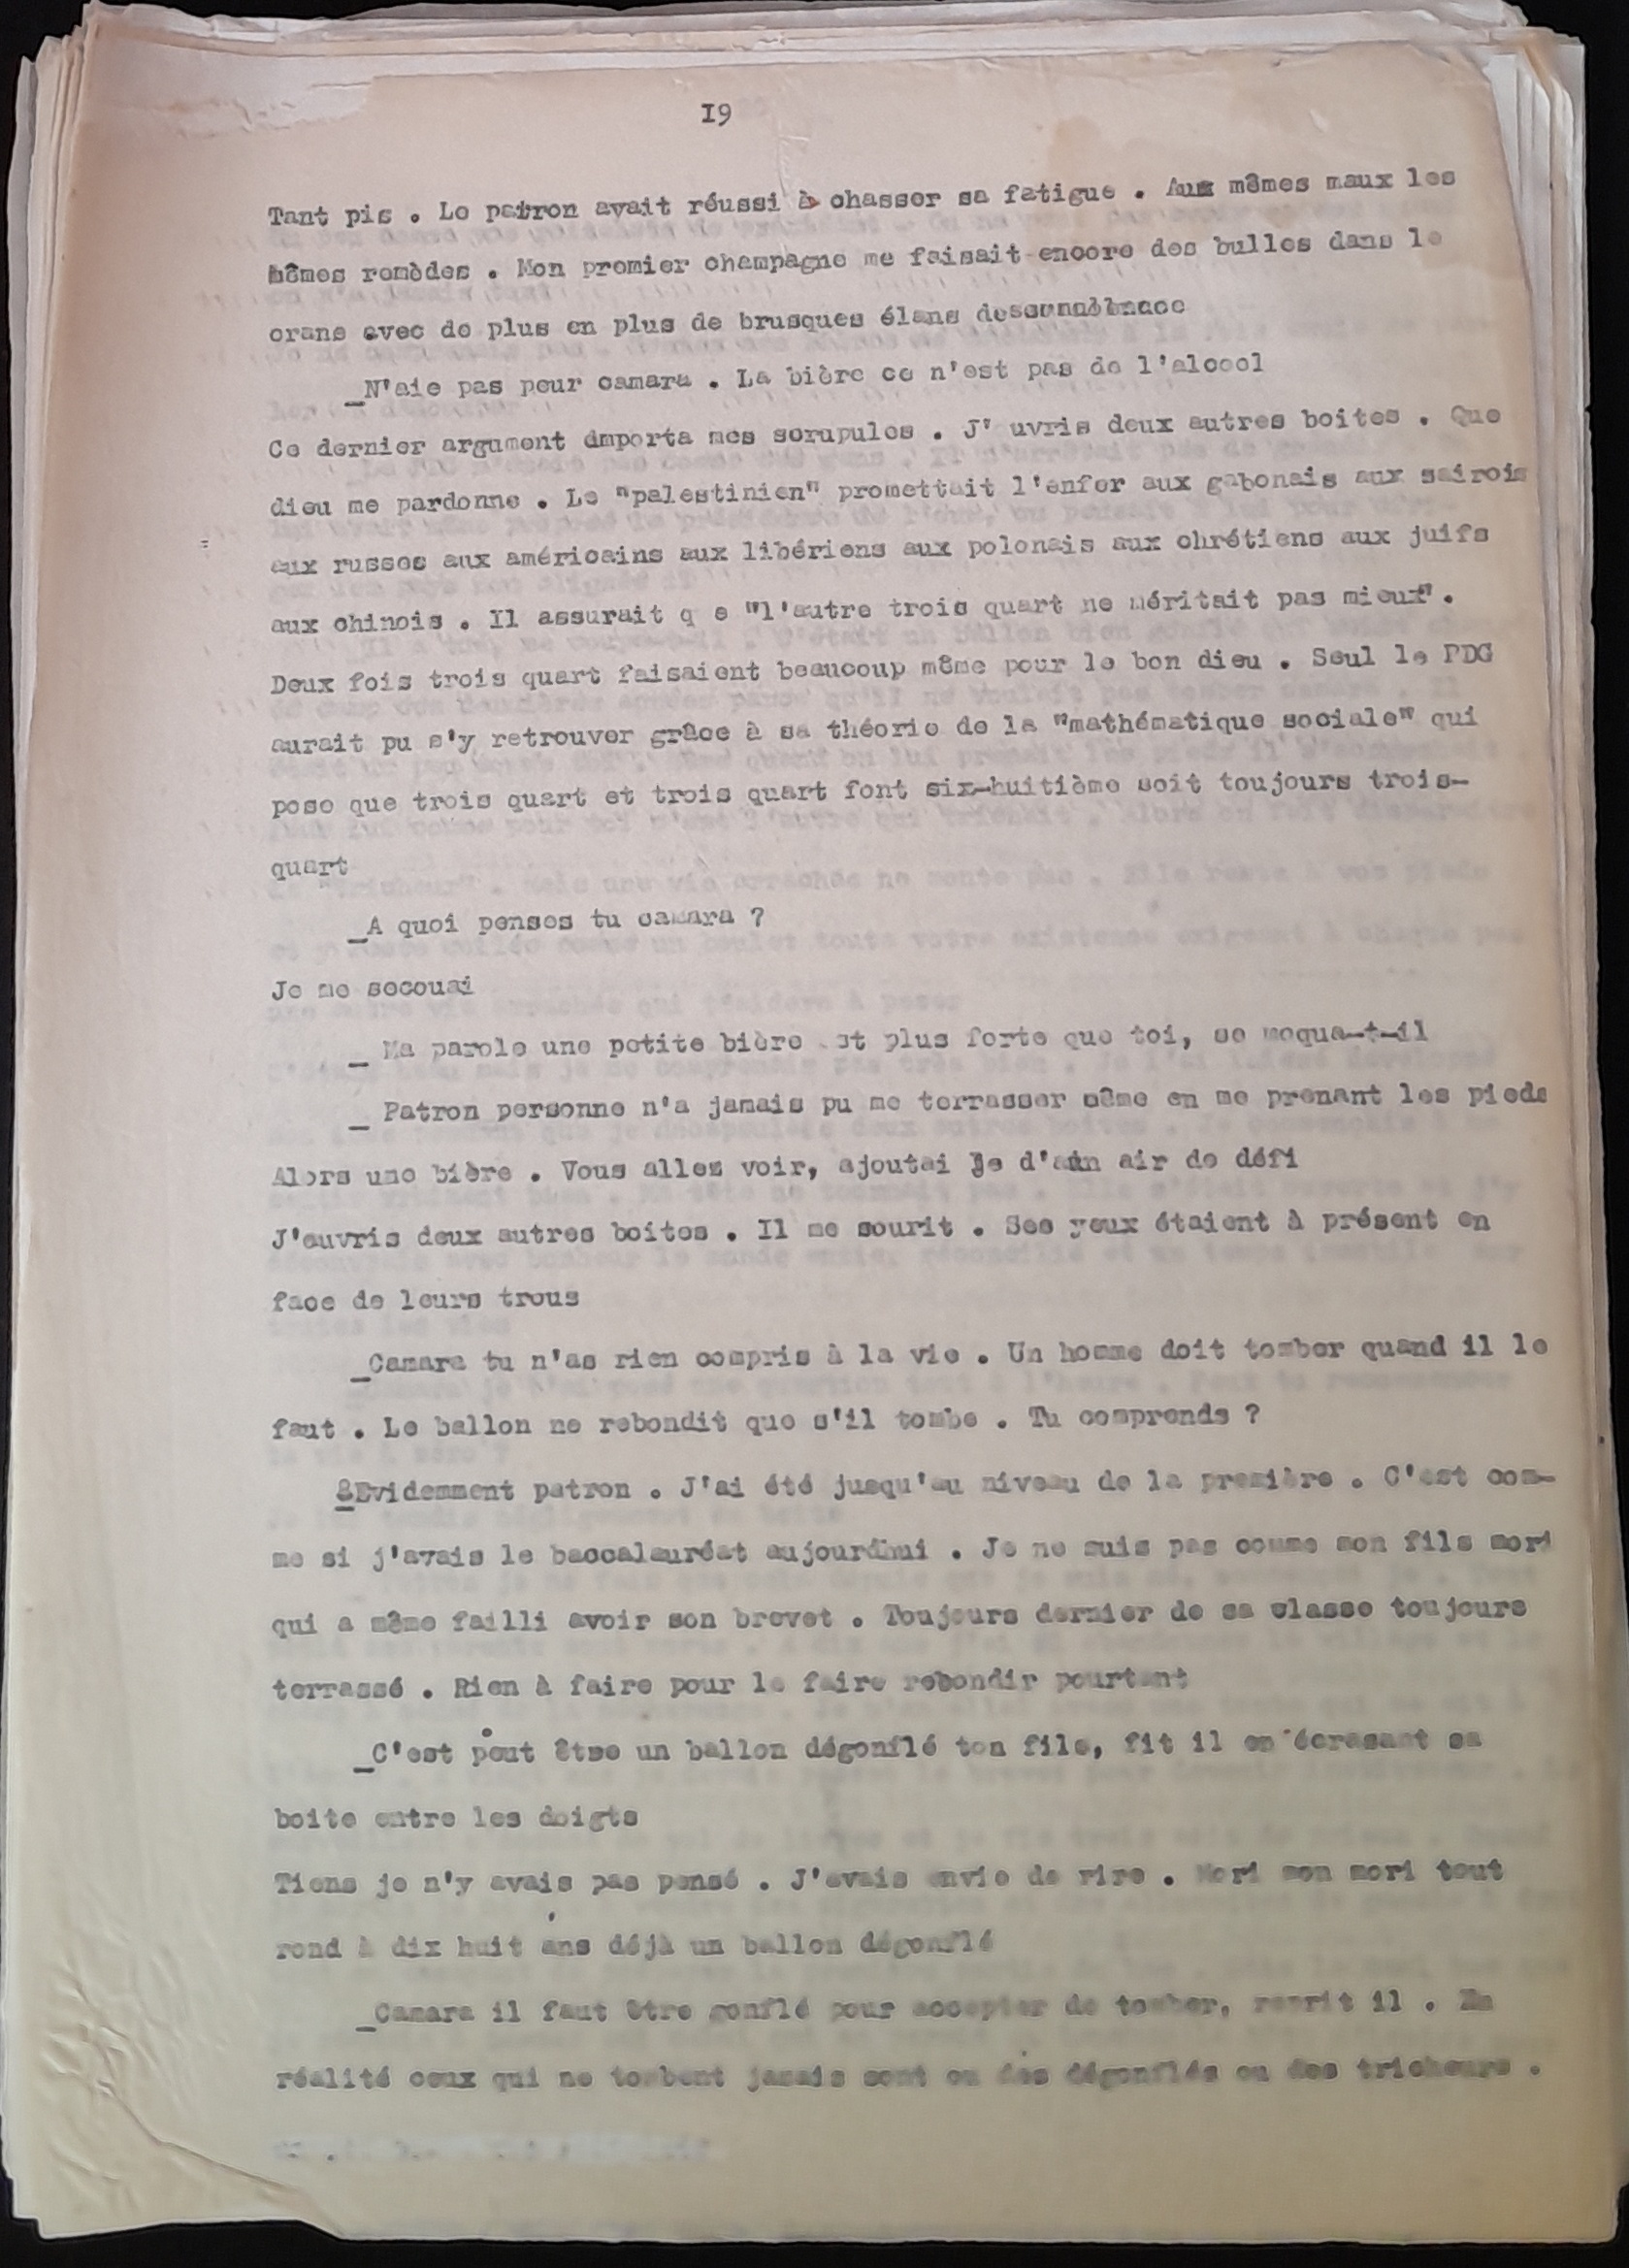 19
Tant pis . Le patron avait réussi à chasser sa fatigue . Aux mêmes maux les
mêmes remèdes . Mon premier champagne me faisait encore des bulles dans le
crane avec de plus en plus de brusques élans
_N'aie pas peur camara . La bière ce n'est pas de l'alcool
Ce dernier argument emporta mes scrupules . J' uvris deux autres boites . Que
dieu me pardonne . Le "palestinien" promettait l'enfer aux gabonais aux sairois
aux russes aux américains aux libériens aux polonais aux chrétiens aux juifs
aux chinois . Il assurait q e "l'autre trois quart ne méritait pas mieux".
Deux fois trois quart faisaient beaucoup même pour le bon dieu . Seul le PDG
aurait pu s'y retrouver grâce à sa théorie de la "mathématique sociale" qui
pose que trois quart et trois quart font six-huitième soit toujours trois-
quart
_A quoi penses tu camara ?
Je me secouai
_ Ma parole une petite bière est plus forte que toi, se moqua-t-il
_ Patron personne n'a jamais pu me terrasser même en me prenant les pieds
Alors une bière . Vous allez voir, ajoutai je d'un air de défi
J'ouvris deux autres boites . Il me sourit . Ses yeux étaient à présent en
face de leurs trous
_Camara tu n'as rien compris à la vie . Un homme doit tomber quand il le
faut . Le ballon ne rebondit que s'il tombe . Tu comprends ?
_Evidemment patron . J'ai été jusqu'au niveau de la première . C'est com-
me si j'avais le baccalauréat aujourdhui . Je ne suis pas comme mon fils mori
qui a même failli avoir son brevet . Toujours dernier de sa classe toujours
terrassé . Rien à faire pour le faire rebondir pourtant
_C'est peut être un ballon dégonflé ton fils, fit il en écrasant sa
boite entre les doigts
Tiens je n'y avais pas pensé . J'avais envie de rire . Mori mon mori tout
rond à dix huit ans déjà un ballon dégonflé
_Camara il faut être gonflé pour accepter de tomber, reprit il . En
réalité ceux qui ne tombent jamais sont ou des dégonflés ou des tricheurs .